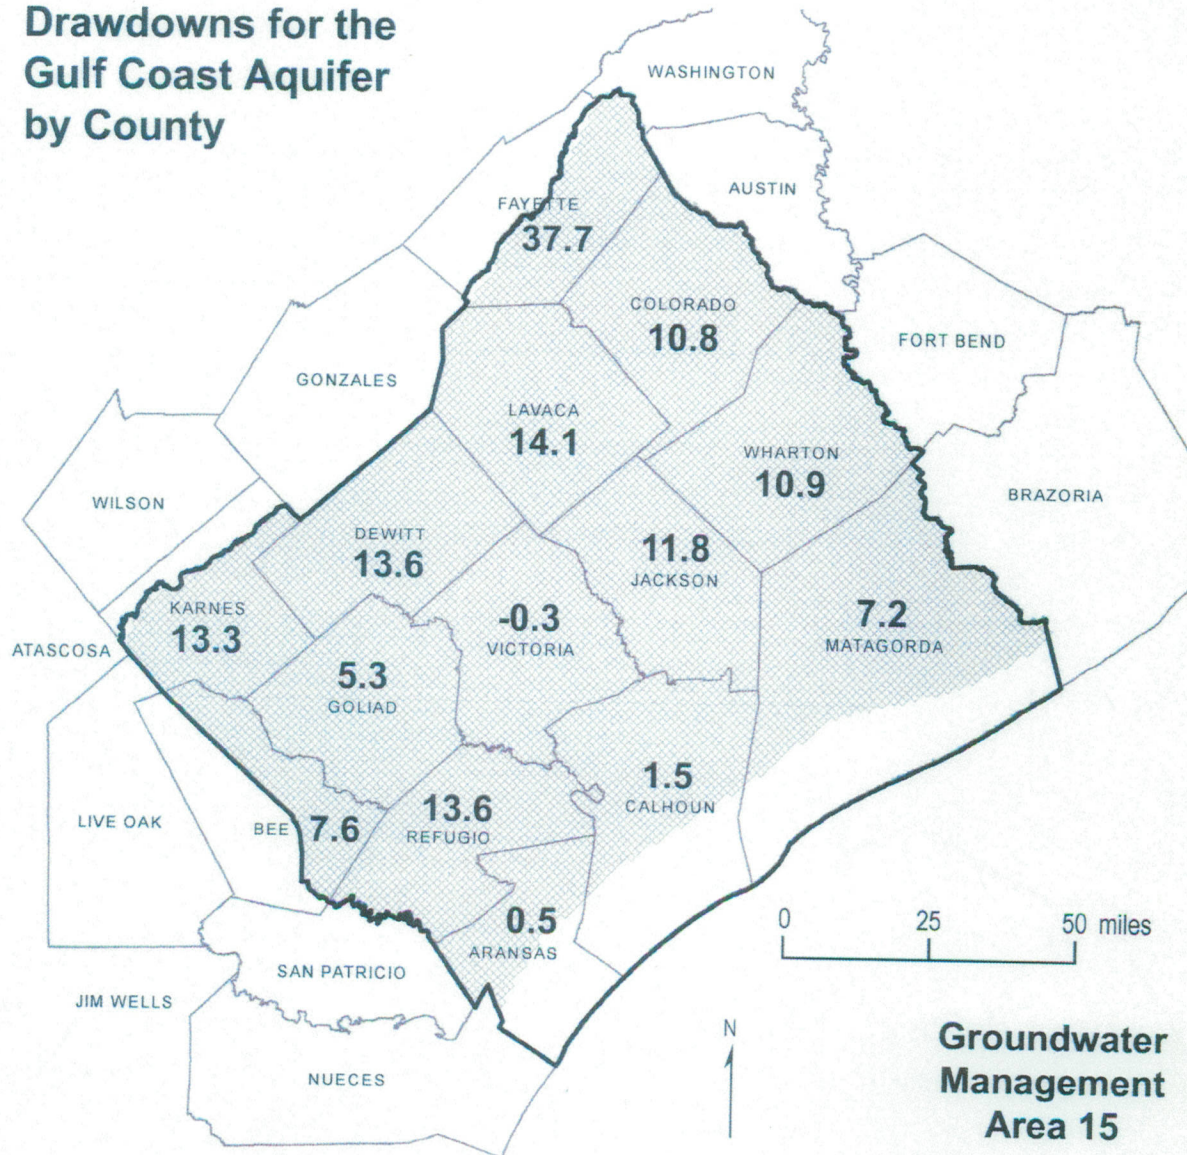 Drawdowns for the
Gulf Coast Aquifer
by County
WASHINGTON
AUSTIN
FAYETTE
37.7
COLORADO
10.8
FORT BEND
GONZALES
LAVACA
14.1
WHARTON
10.9
BRAZORIA
WILSON
DEWITT
13.6
11.8
JACKSON
KARNES
13.3
-0.3
VICTORIA
7.2
MATAGORDA
ATASCOSA
5.3
GOLIAD
1.5
CALHOUN
LIVE OAK
BEE 7.6
13.6
REFUGIO
0.5
ARANSAS
0 25 50 miles
SAN PATRICIO
JIM WELLS
N
NUECES
Groundwater
Management
Area 15